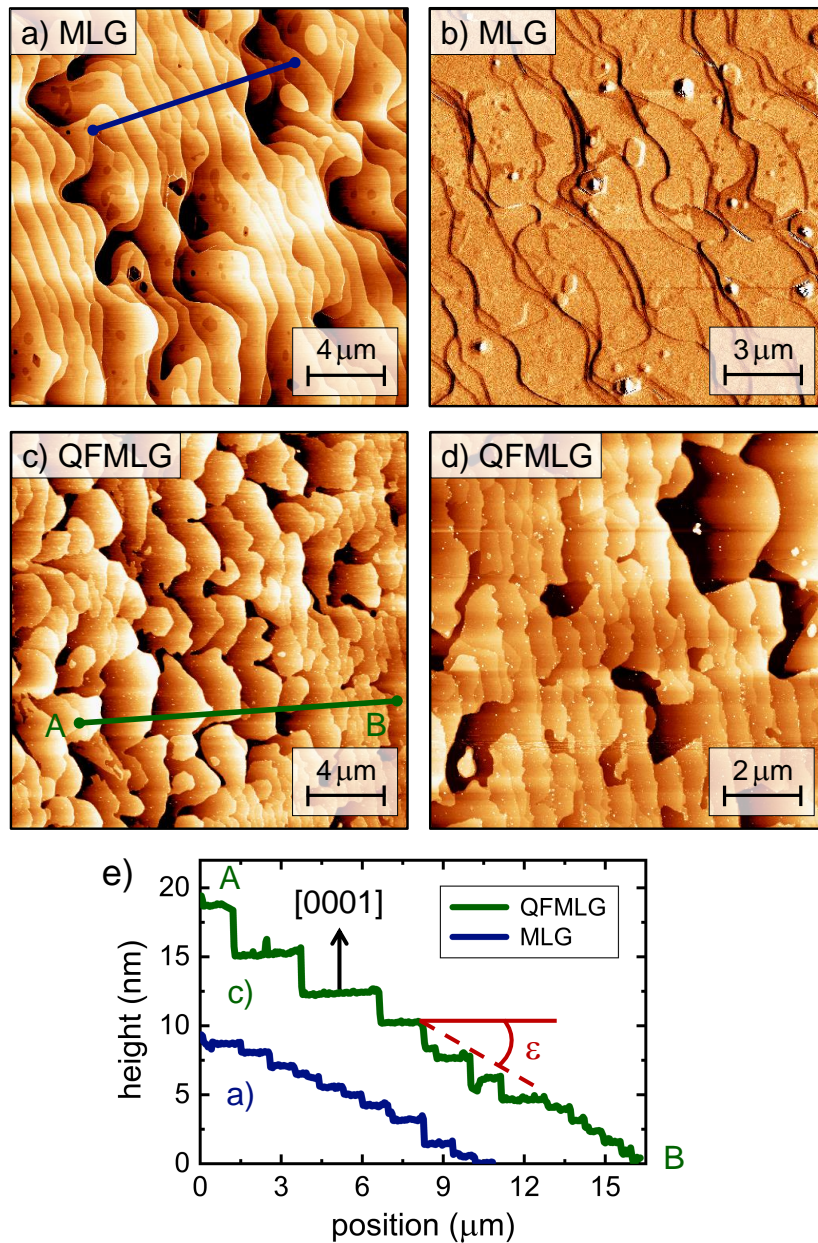 a) MLG
4 μm
b) MLG
3 μm
c) QFMLG
A
B
4 μm
d) QFMLG
2 μm
e)
A
[0001]
QFMLG
MLG
c)
ε
a)
B
20
15
10
5
0
height (nm)
0 3 6 9 12 15
position (μm)